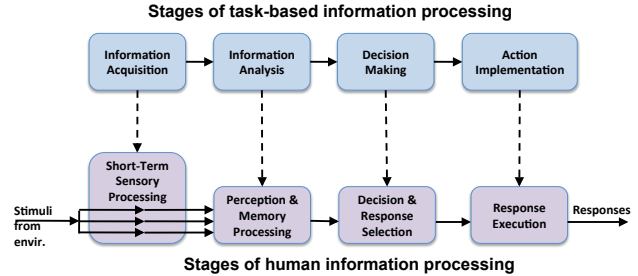 Stages of task-based information processing
Information
Acquisition
Information
Analysis
Decision
Making
Action
Implementation
Short-Term
Sensory
Processing
Stimuli
from
envir.
Perception &
Memory
Processing
Decision &
Response
Selection
Response
Execution
Responses
Stages of human information processing